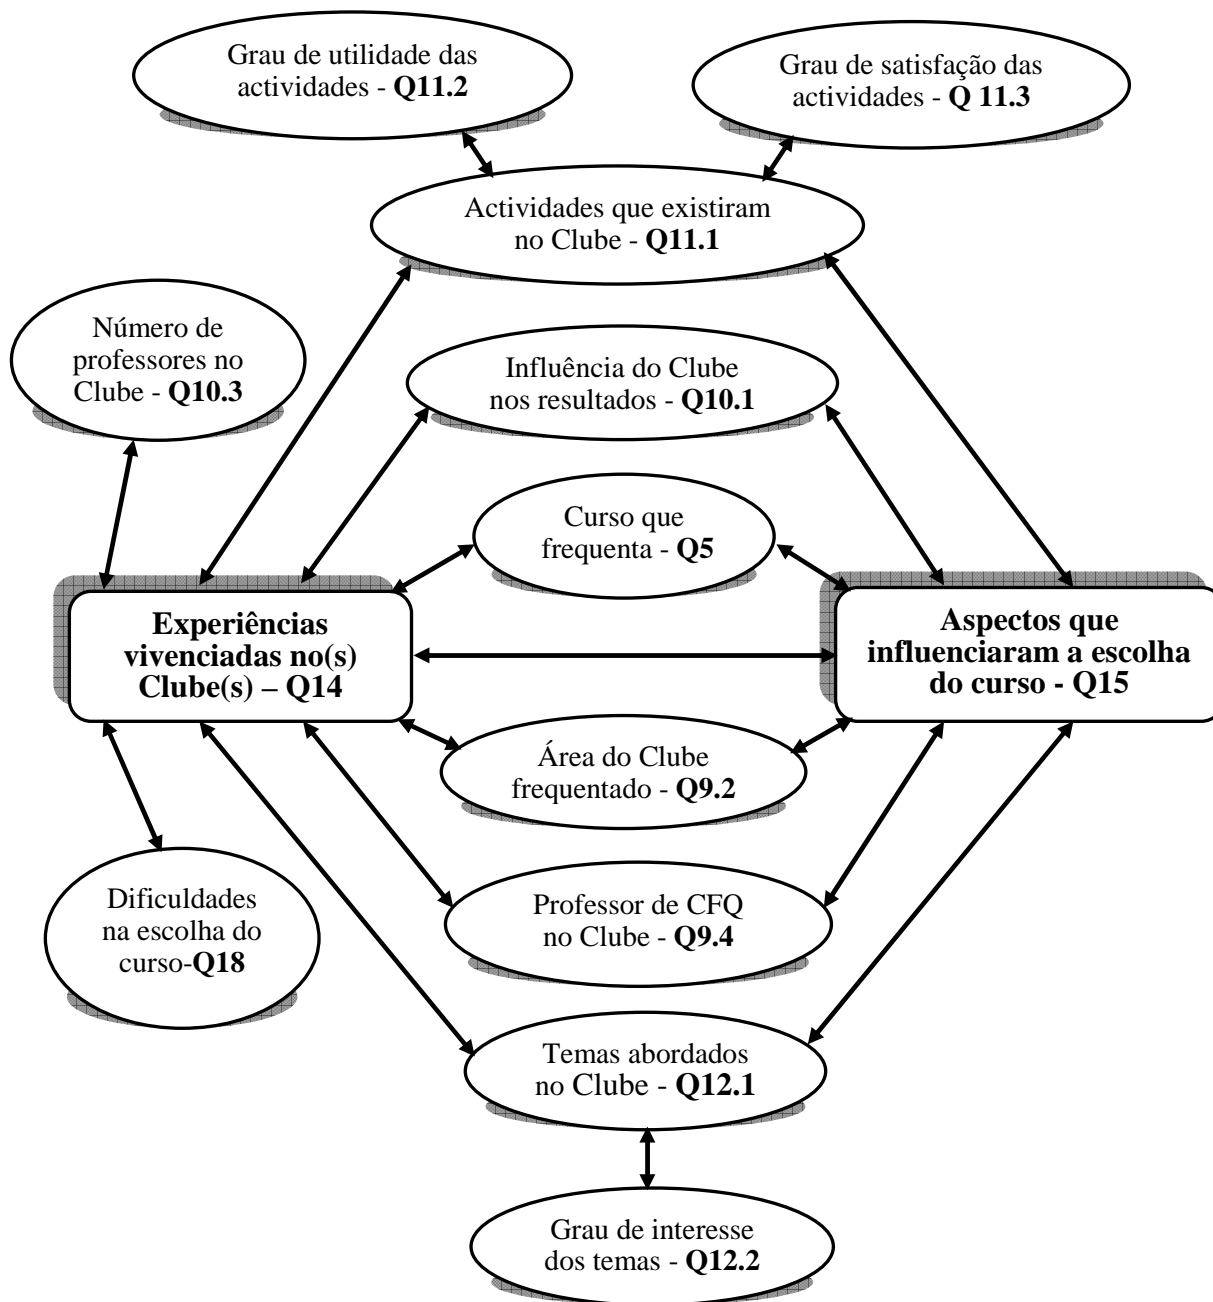 Grau de utilidade das
actividades - Q11.2
Grau de satisfação das
actividades - Q 11.3
Actividades que existiram
no Clube - Q11.1
Número de
professores no
Clube - Q10.3
Influência do Clube
nos resultados - Q10.1
Curso que
frequenta - Q5
Experiências
vivenciadas no(s)
Clube(s) – Q14
Aspectos que
influenciaram a escolha
do curso - Q15
Área do Clube
frequentado - Q9.2
Dificuldades
na escolha do
curso-Q18
Professor de CFQ
no Clube - Q9.4
Temas abordados
no Clube - Q12.1
Grau de interesse
dos temas - Q12.2